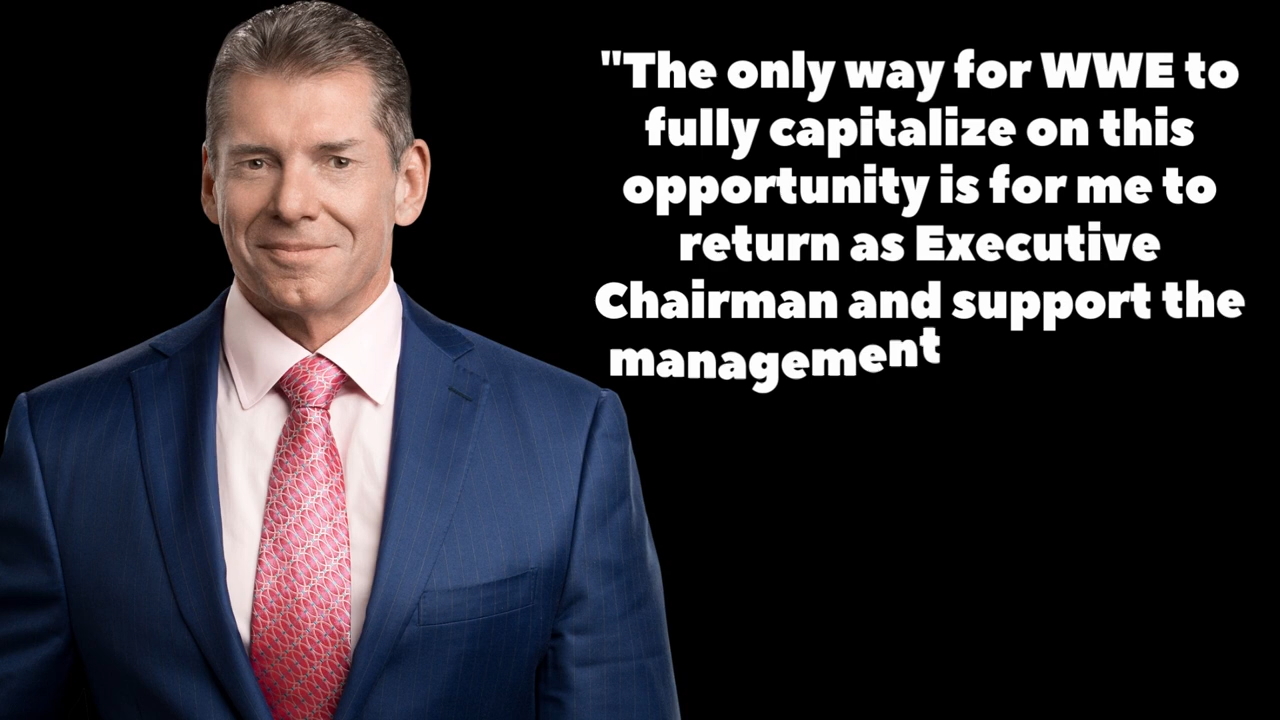 "The only way for WWE to
fully capitalize on this
opportunity is for me to
return as Executive
Chairman and support the
management